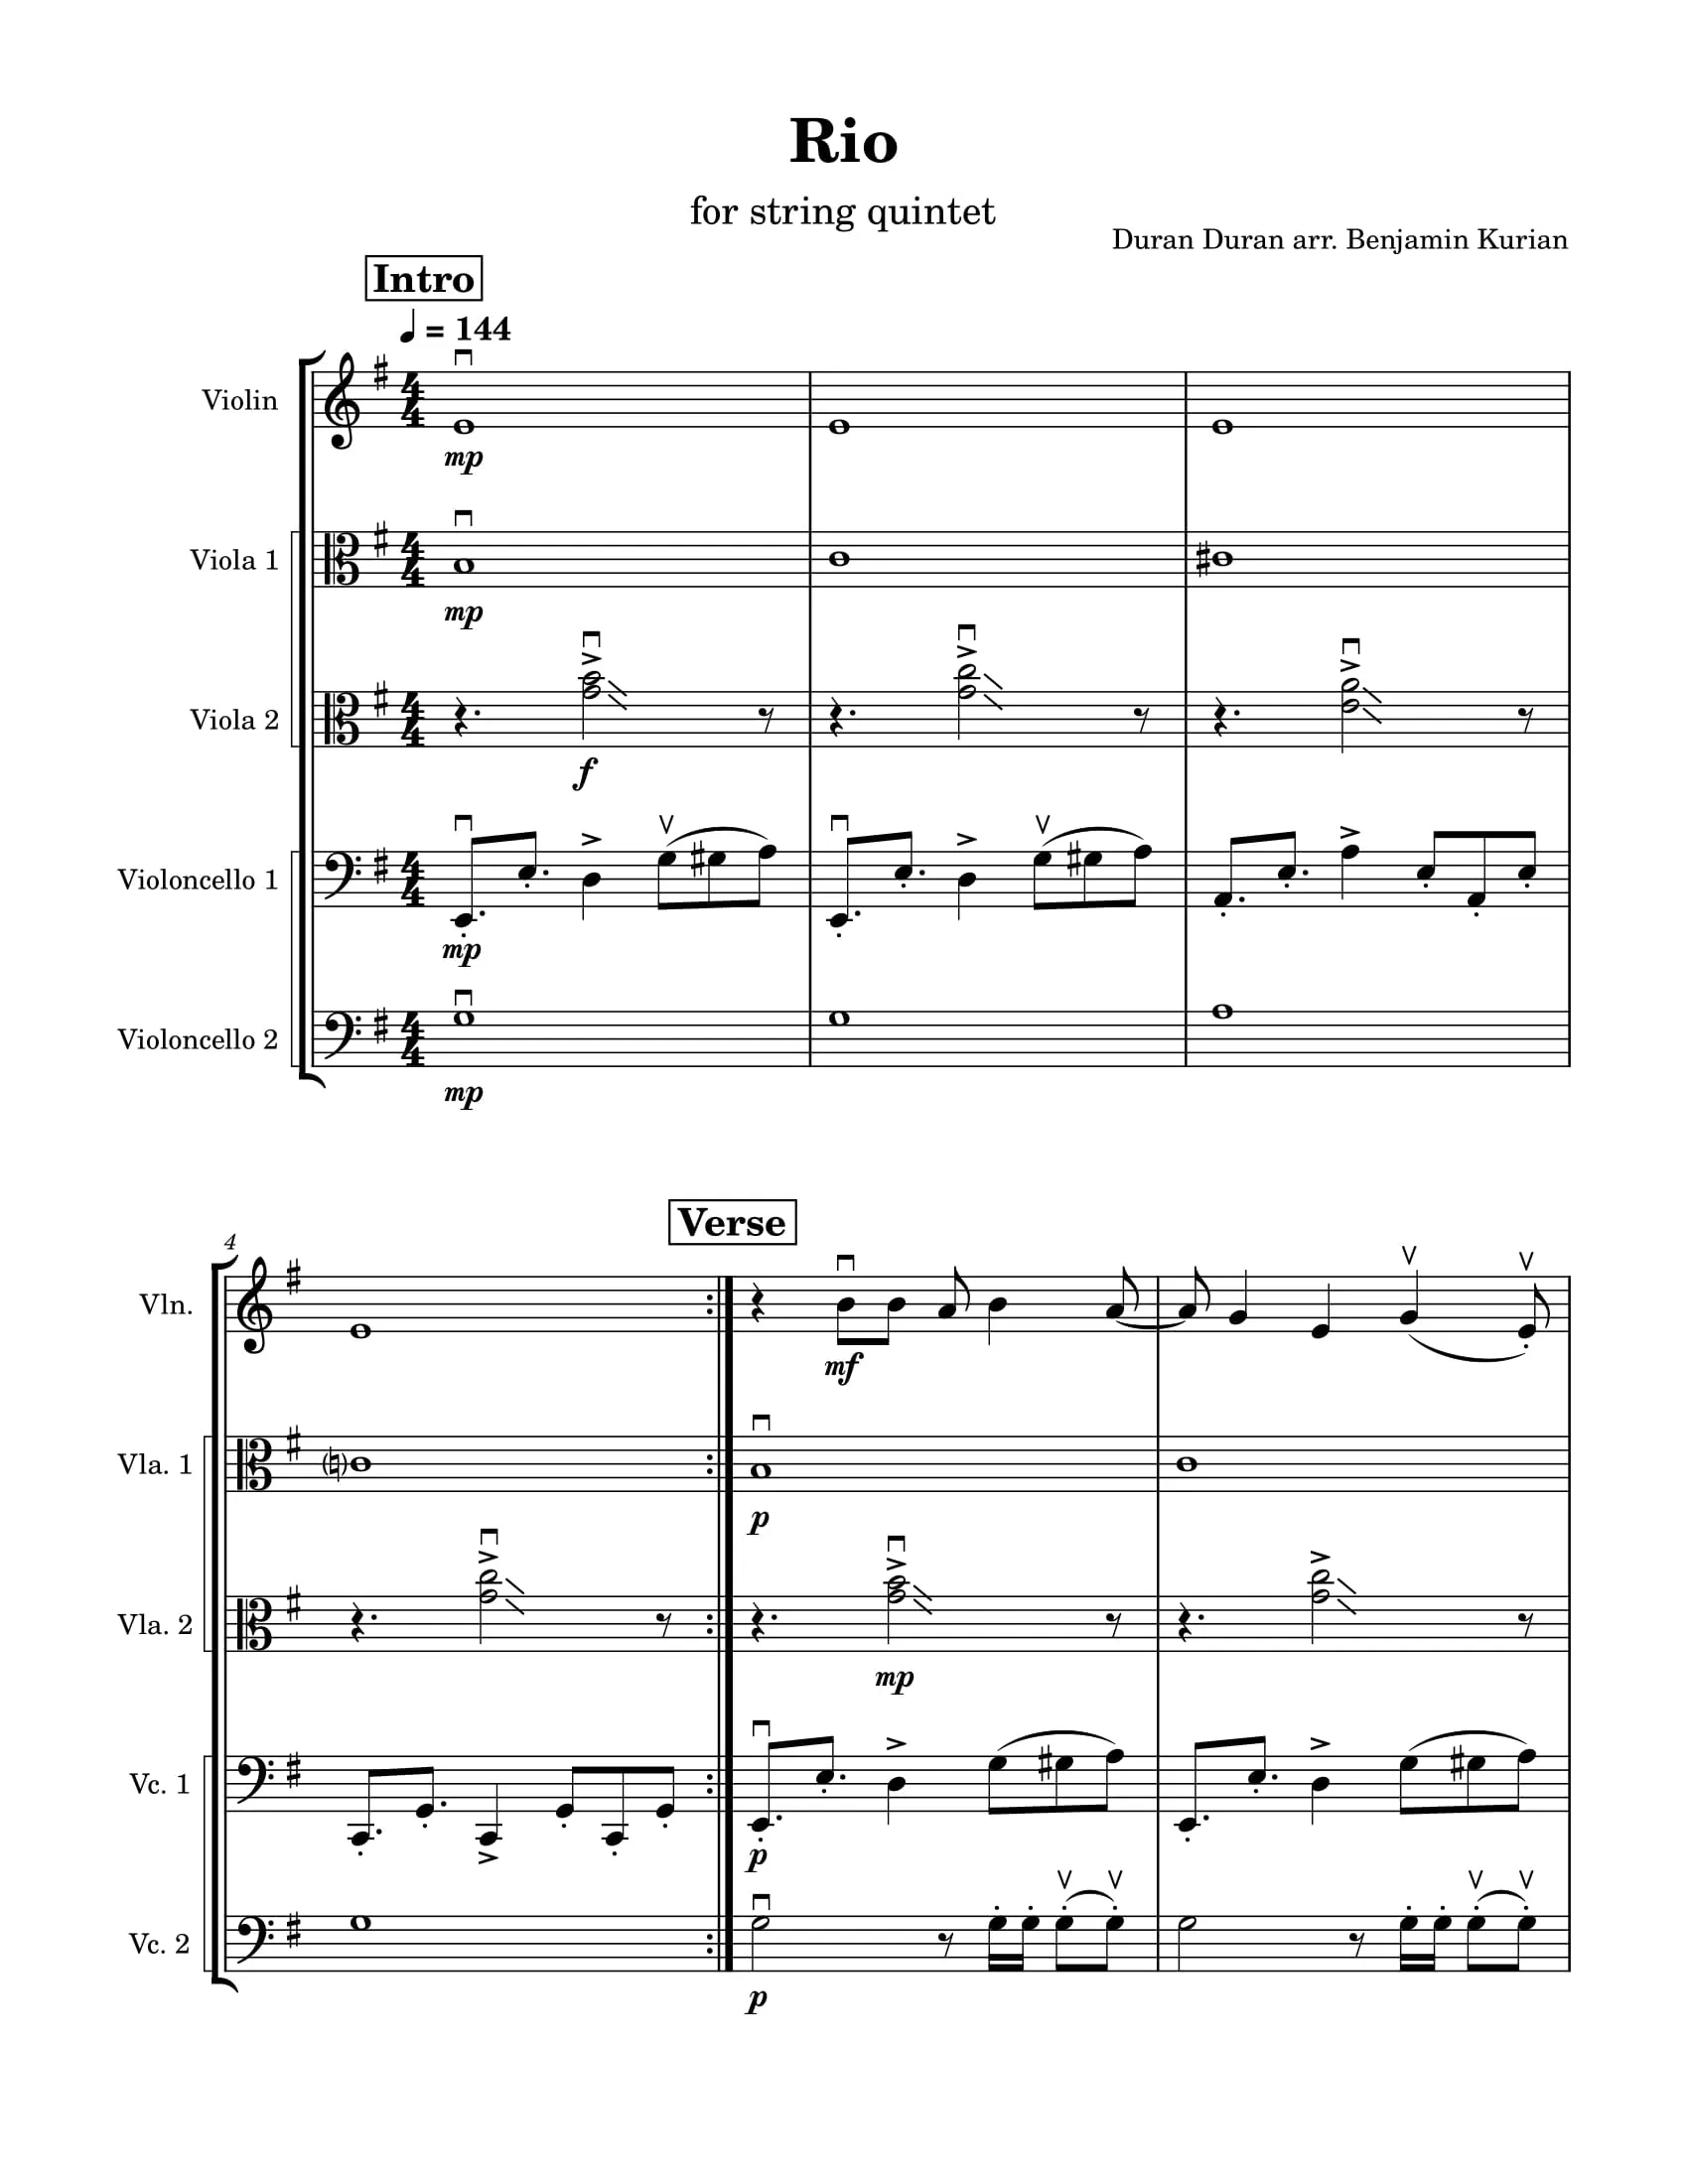 Rio
for string quintet
Duran Duran arr. Benjamin Kurian
Intro
= 144
Violin
mp
Viola 1
mp
Viola 2
f
Violoncello 1
mp
Violoncello 2
mp
Verse
4
Vln.
mf
Vla. 1
p
Vla. 2
mp
Vc. 1
p
Vc. 2
p